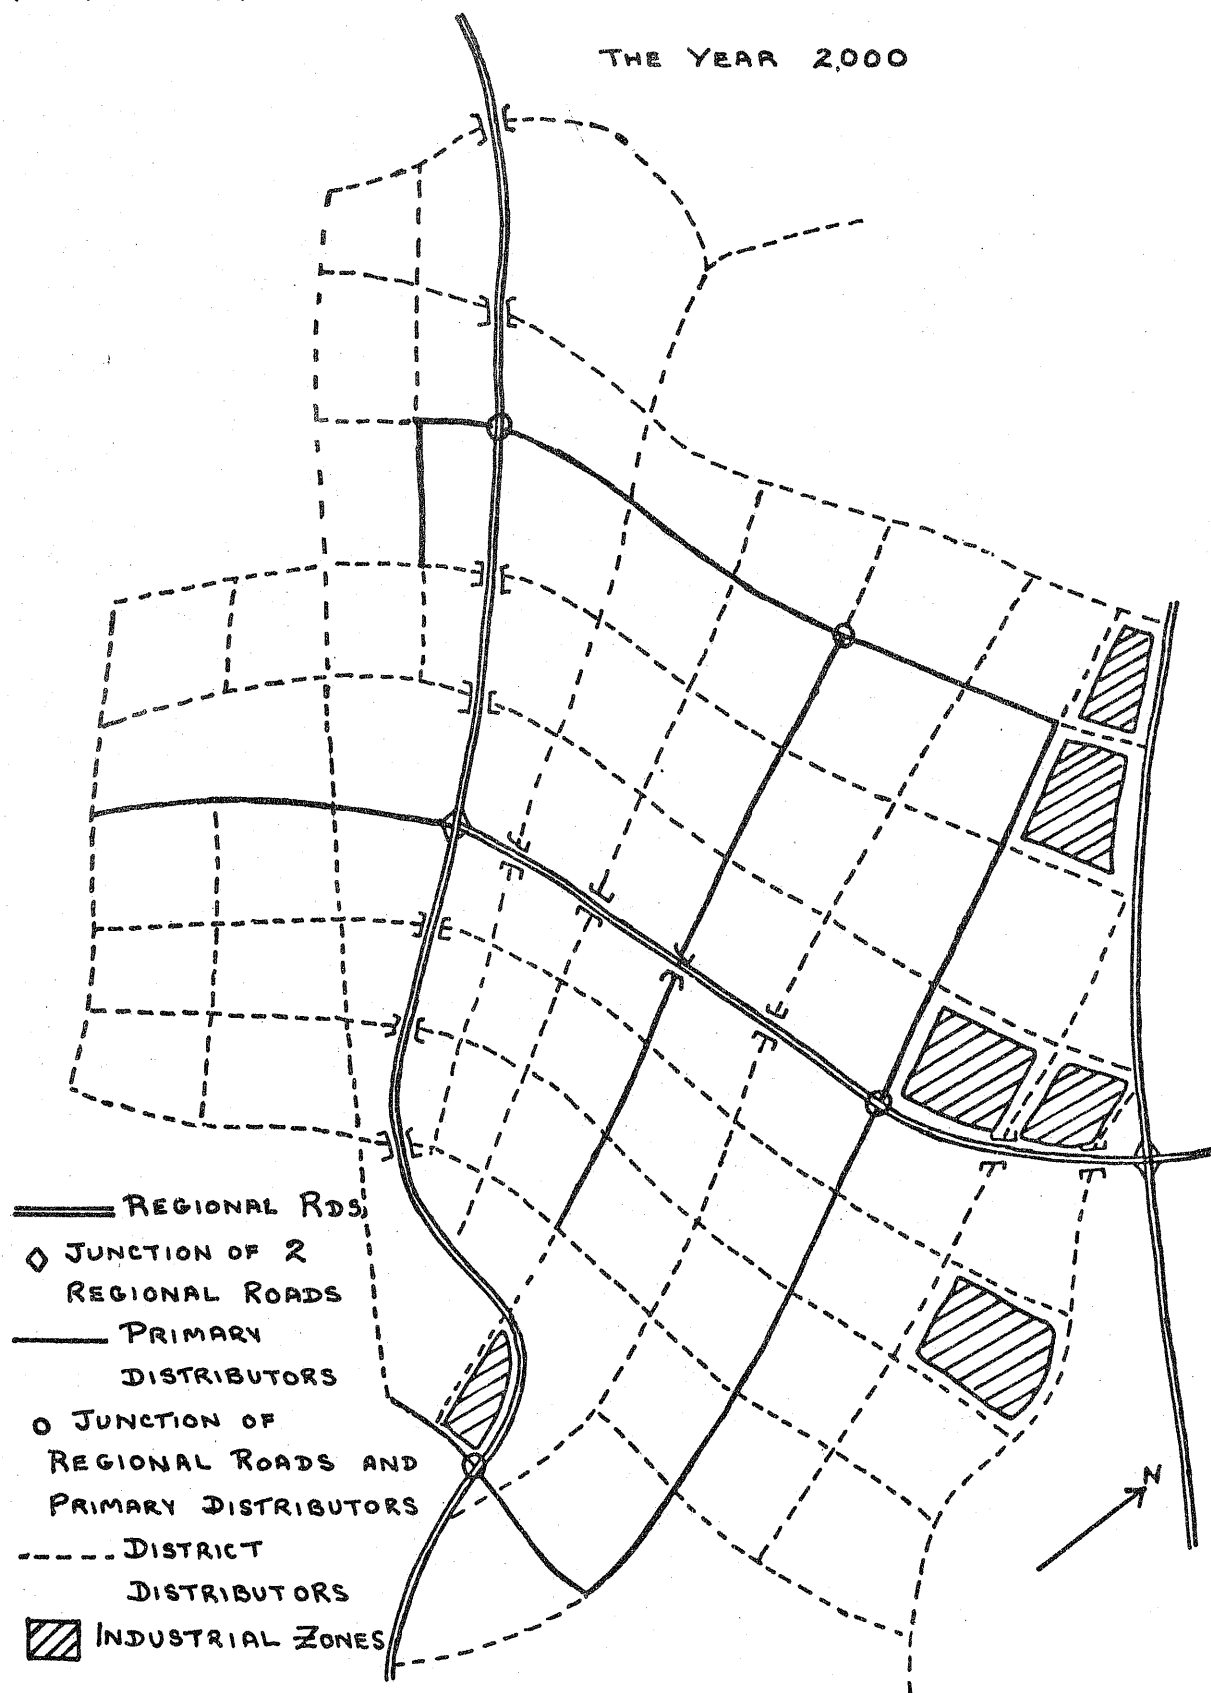 THE YEAR 2,000
REGIONAL RDS
JUNCTION OF 2
REGIONAL ROADS
PRIMARY
DISTRIBUTORS
JUNCTION OF
REGIONAL ROADS AND
PRIMARY DISTRIBUTORS
DISTRICT
DISTRIBUTORS
INDUSTRIAL ZONES
N